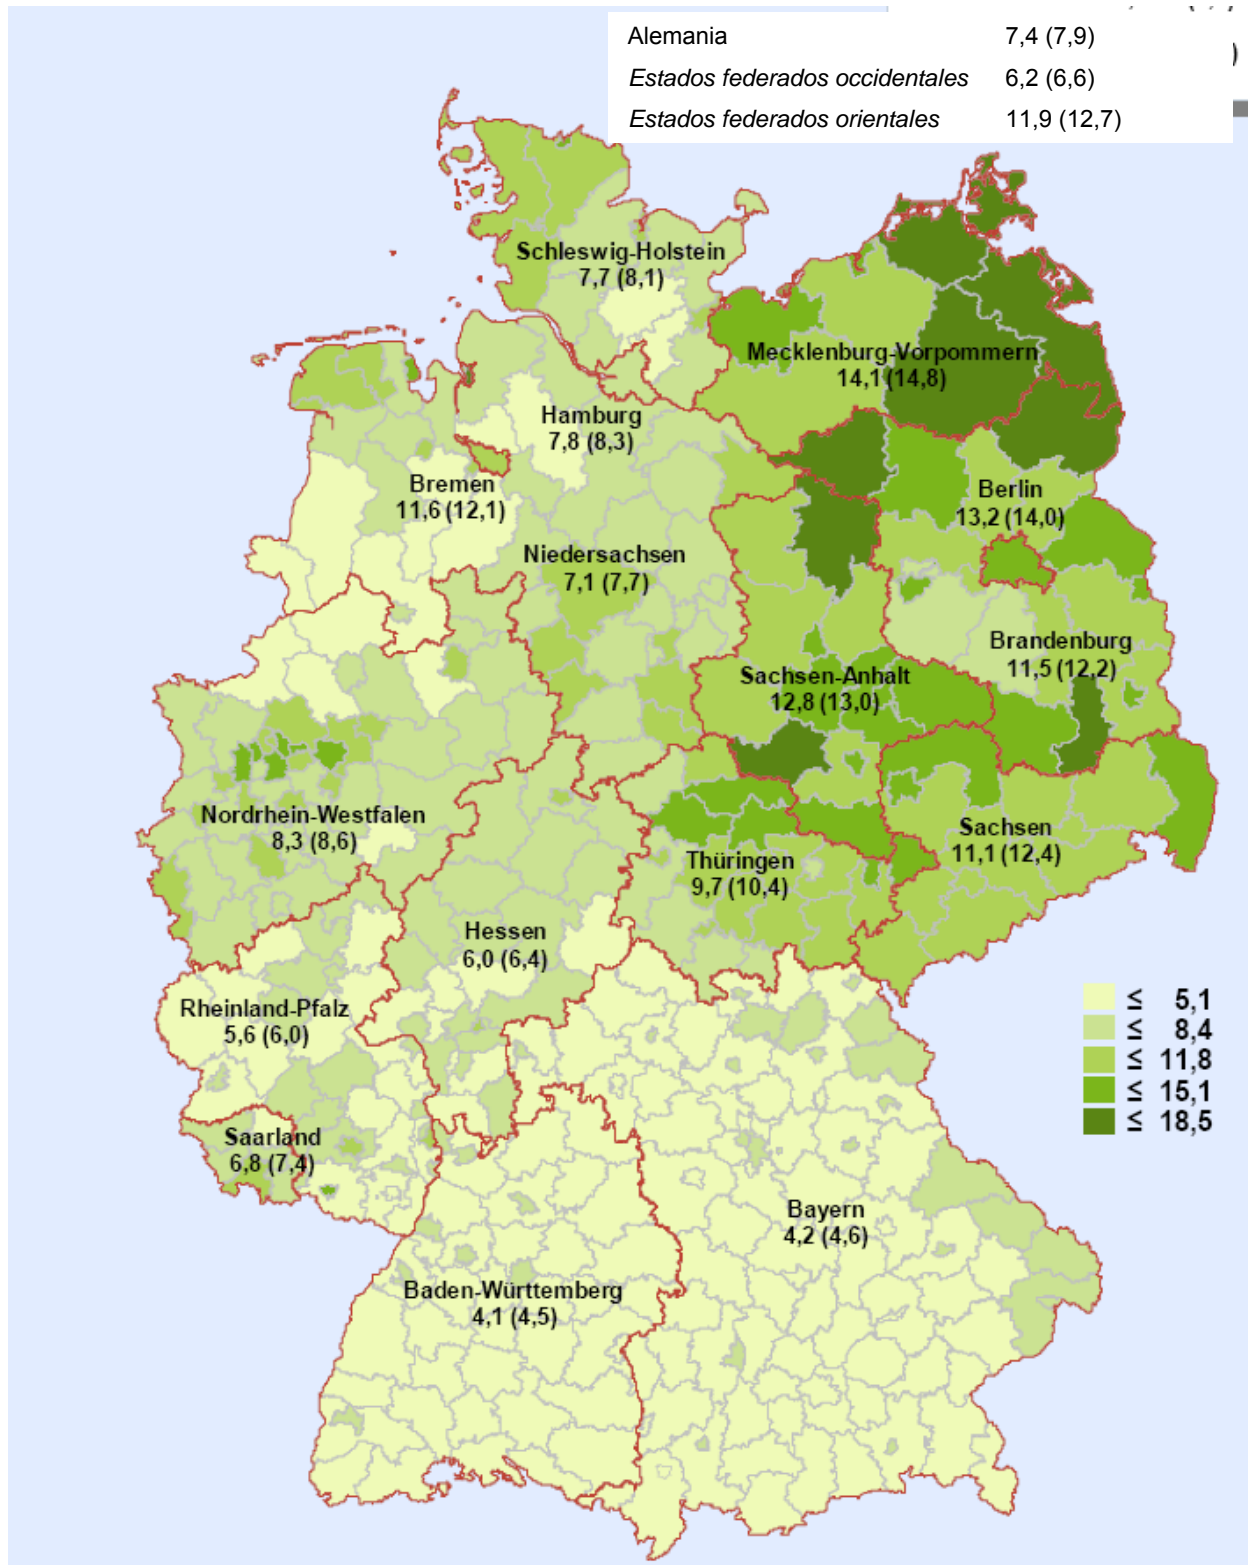 Alemania 7,4 (7,9)
Estados federados occidentales 6,2 (6,6)
Estados federados orientales 11,9 (12,7)
Schleswig-Holstein
7,7 (8,1)
Mecklenburg-Vorpommern
14,1 (14,8)
Hamburg
7,8 (8,3)
Bremen
11,6 (12,1)
Berlin
13,2 (14,0)
Niedersachsen
7,1 (7,7)
Brandenburg
11,5 (12,2)
Sachsen-Anhalt
12,8 (13,0)
Nordrhein-Westfalen
8,3 (8,6)
Sachsen
11,1 (12,4)
Thüringen
9,7 (10,4)
Hessen
6,0 (6,4)
Rheinland-Pfalz
5,6 (6,0)
≤ 5,1
≤ 8,4
≤ 11,8
≤ 15,1
≤ 18,5
Saarland
6,8 (7,4)
Bayern
4,2 (4,6)
Baden-Württemberg
4,1 (4,5)